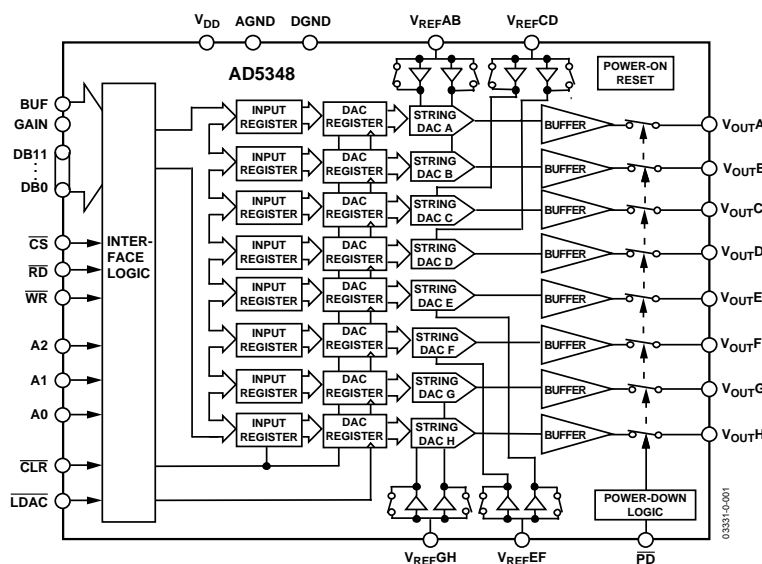 VDD AGND DGND VREFAB VREFCD
AD5348
POWER-ON
RESET
BUF
GAIN
DB11
DB0
CS
RD
WR
A2
A1
A0
CLR
LDAC
INTER-
FACE
LOGIC
INPUT
REGISTER
DAC
REGISTER
STRING
DAC A
BUFFER
VOUTA
INPUT
REGISTER
DAC
REGISTER
STRING
DAC B
BUFFER
VOUTB
INPUT
REGISTER
DAC
REGISTER
STRING
DAC C
BUFFER
VOUTC
INPUT
REGISTER
DAC
REGISTER
STRING
DAC D
BUFFER
VOUTD
INPUT
REGISTER
DAC
REGISTER
STRING
DAC E
BUFFER
VOUTE
INPUT
REGISTER
DAC
REGISTER
STRING
DAC F
BUFFER
VOUTF
INPUT
REGISTER
DAC
REGISTER
STRING
DAC G
BUFFER
VOUTG
INPUT
REGISTER
DAC
REGISTER
STRING
DAC H
BUFFER
VOUTH
POWER-DOWN
LOGIC
VREFGH VREFEF PD
03331-0-001